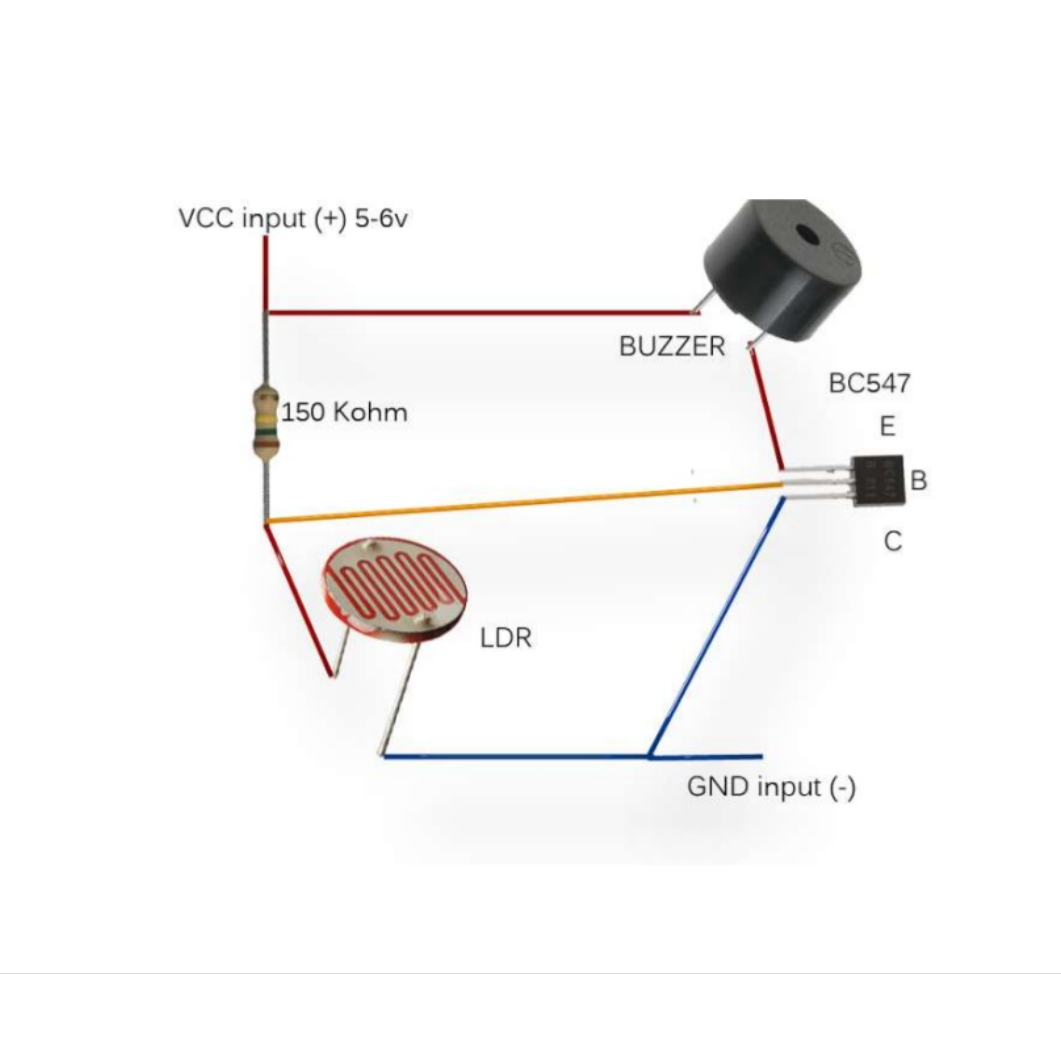 VCC input (+) 5-6v
BUZZER
BC547
150 Kohm
E
B
C
LDR
GND input (-)